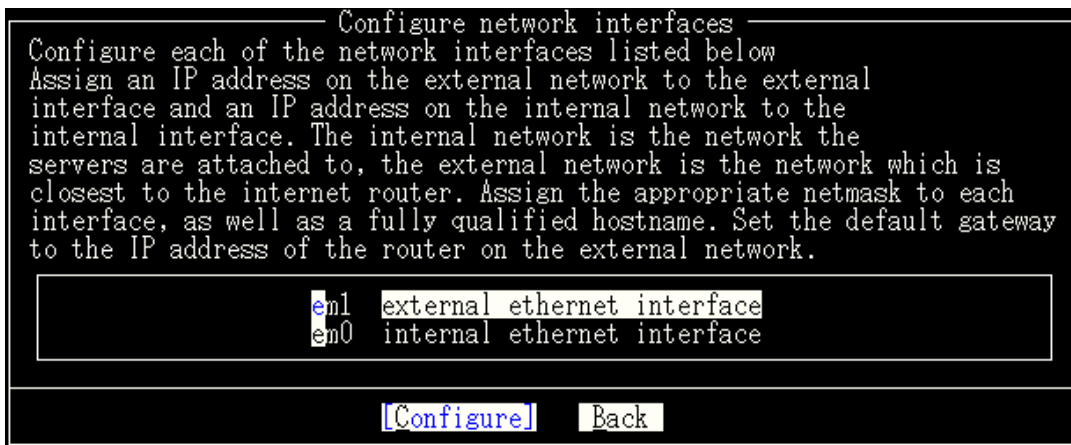 Configure network interfaces
Configure each of the network interfaces listed below
Assign an IP address on the external network to the external
interface and an IP address on the internal network to the
internal interface. The internal network is the network the
servers are attached to, the external network is the network which is
closest to the internet router. Assign the appropriate netmask to each
interface, as well as a fully qualified hostname. Set the default gateway
to the IP address of the router on the external network.
em1 external ethernet interface
em0 internal ethernet interface
[Configure] Back